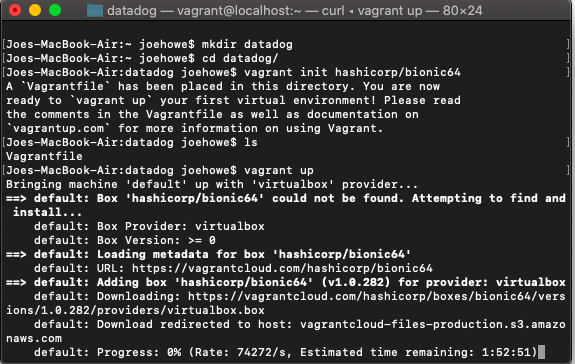 datadog — vagrant@localhost:~ — curl ◂ vagrant up — 80×24
[Joes-MacBook-Air:~ joehowe$ mkdir datadog ]
[Joes-MacBook-Air:~ joehowe$ cd datadog/ ]
[Joes-MacBook-Air:datadog joehowe$ vagrant init hashicorp/bionic64 ]
A `Vagrantfile` has been placed in this directory. You are now
ready to `vagrant up` your first virtual environment! Please read
the comments in the Vagrantfile as well as documentation on
`vagrantup.com` for more information on using Vagrant.
[Joes-MacBook-Air:datadog joehowe$ ls ]
Vagrantfile
[Joes-MacBook-Air:datadog joehowe$ vagrant up ]
Bringing machine 'default' up with 'virtualbox' provider...
==> default: Box 'hashicorp/bionic64' could not be found. Attempting to find and
 install...
    default: Box Provider: virtualbox
    default: Box Version: >= 0
==> default: Loading metadata for box 'hashicorp/bionic64'
    default: URL: https://vagrantcloud.com/hashicorp/bionic64
==> default: Adding box 'hashicorp/bionic64' (v1.0.282) for provider: virtualbox
    default: Downloading: https://vagrantcloud.com/hashicorp/boxes/bionic64/vers
ions/1.0.282/providers/virtualbox.box
    default: Download redirected to host: vagrantcloud-files-production.s3.amazo
naws.com
    default: Progress: 0% (Rate: 74272/s, Estimated time remaining: 1:52:51)